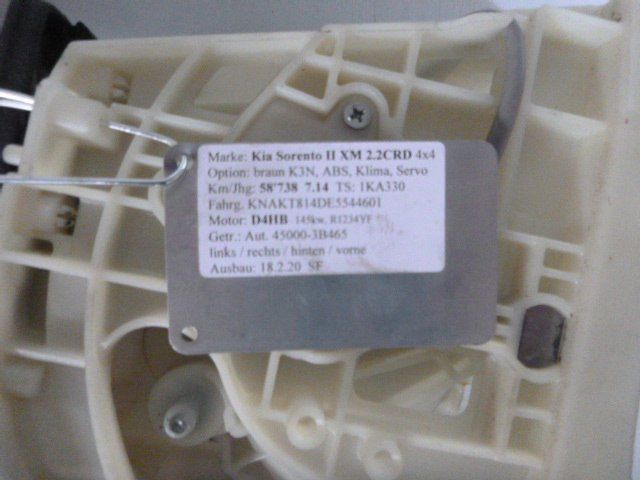 Marke: Kia Sorento II XM 2.2CRD 4x4
Option: braun K3N, ABS, Klima, Servo
Km/Jhg: 58'738 7.14 TS: 1KA330
Fahrg. KNAKT814DE5544601
Motor: D4HB 145kw, R1234YF
Getr.: Aut. 45000-3B465
links / rechts / hinten / vorne
Ausbau: 18.2.20 SF